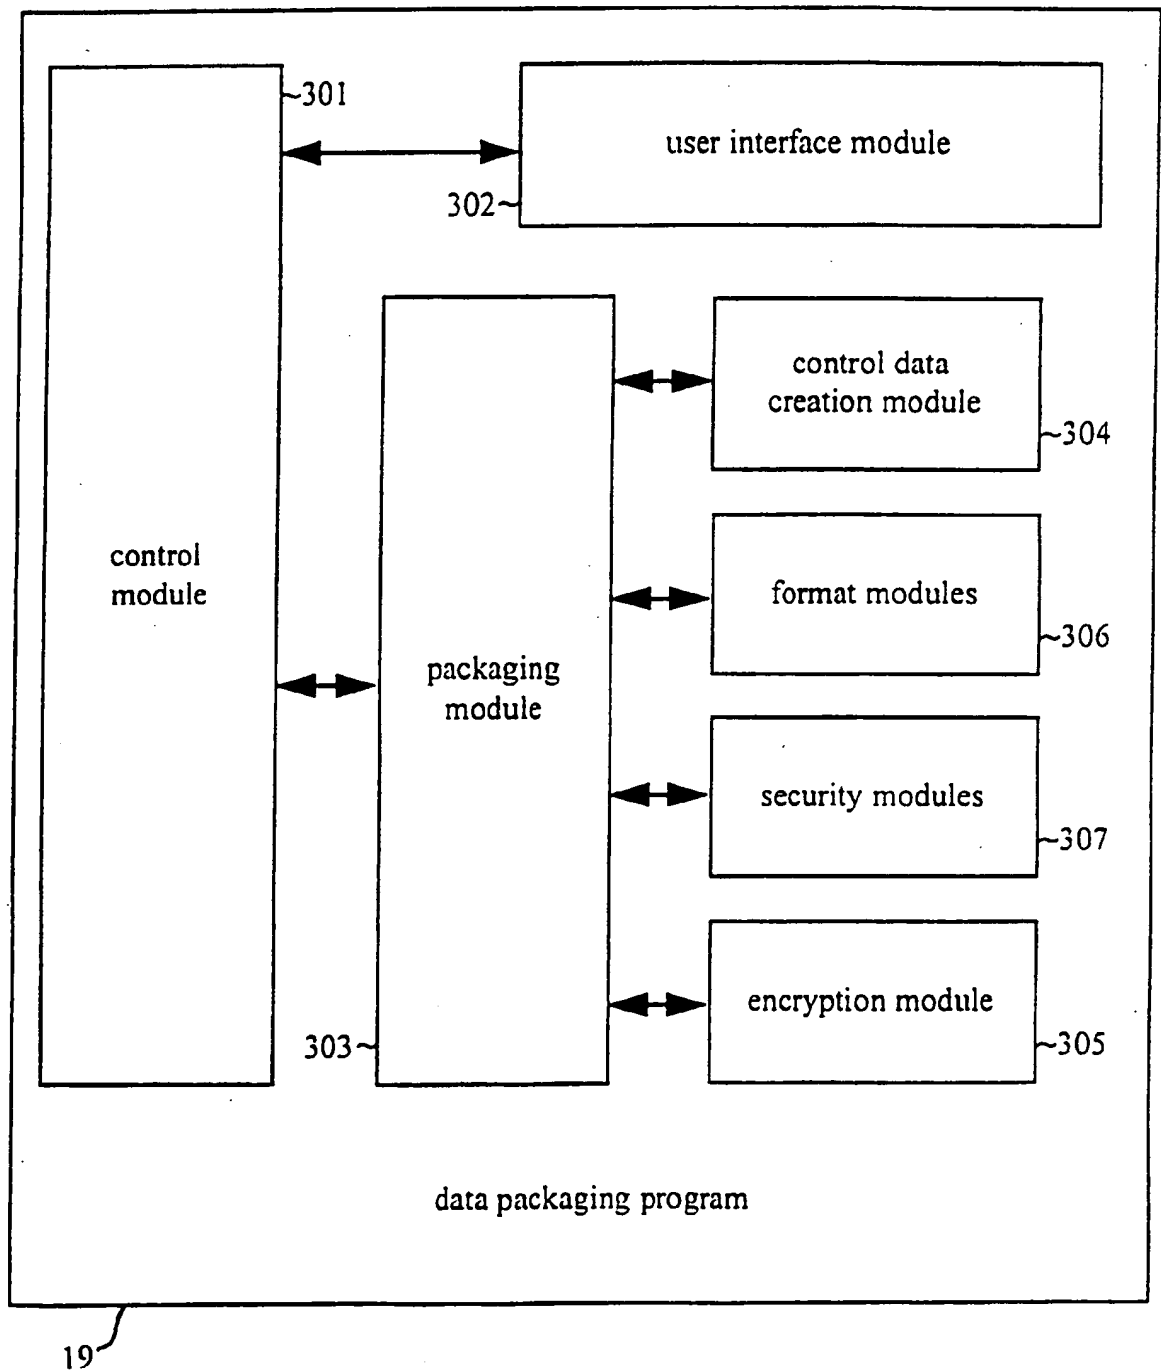 301
user interface module
302
control data
creation module
304
control
module
format modules
306
packaging
module
security modules
307
encryption module
303
305
data packaging program
19